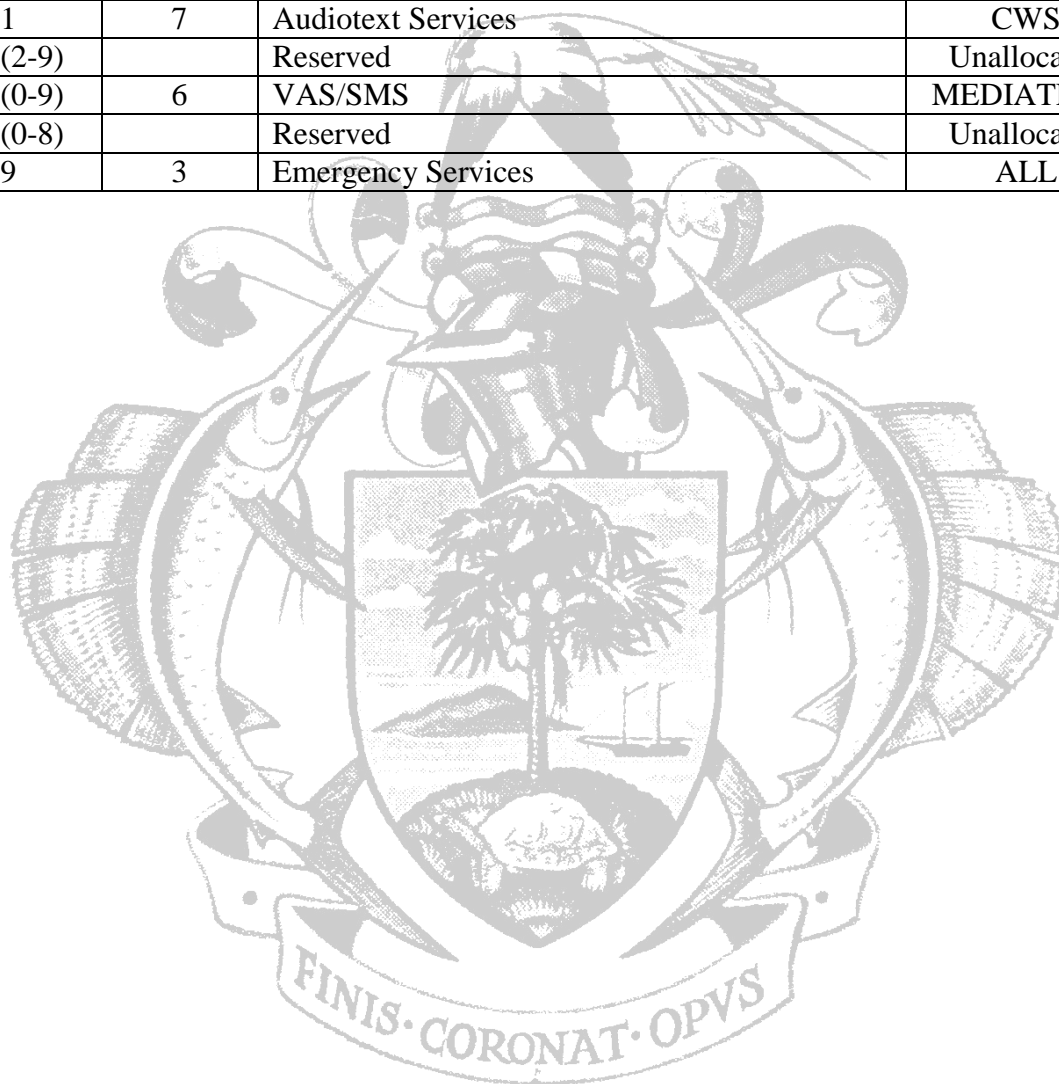 1 7 Audiotext Services CWS
(2-9) Reserved
(0-9) 6 VAS/SMS
(0-8) Reserved
9 3 Emergency Services ALL
FINIS·CORONAT·OPVS